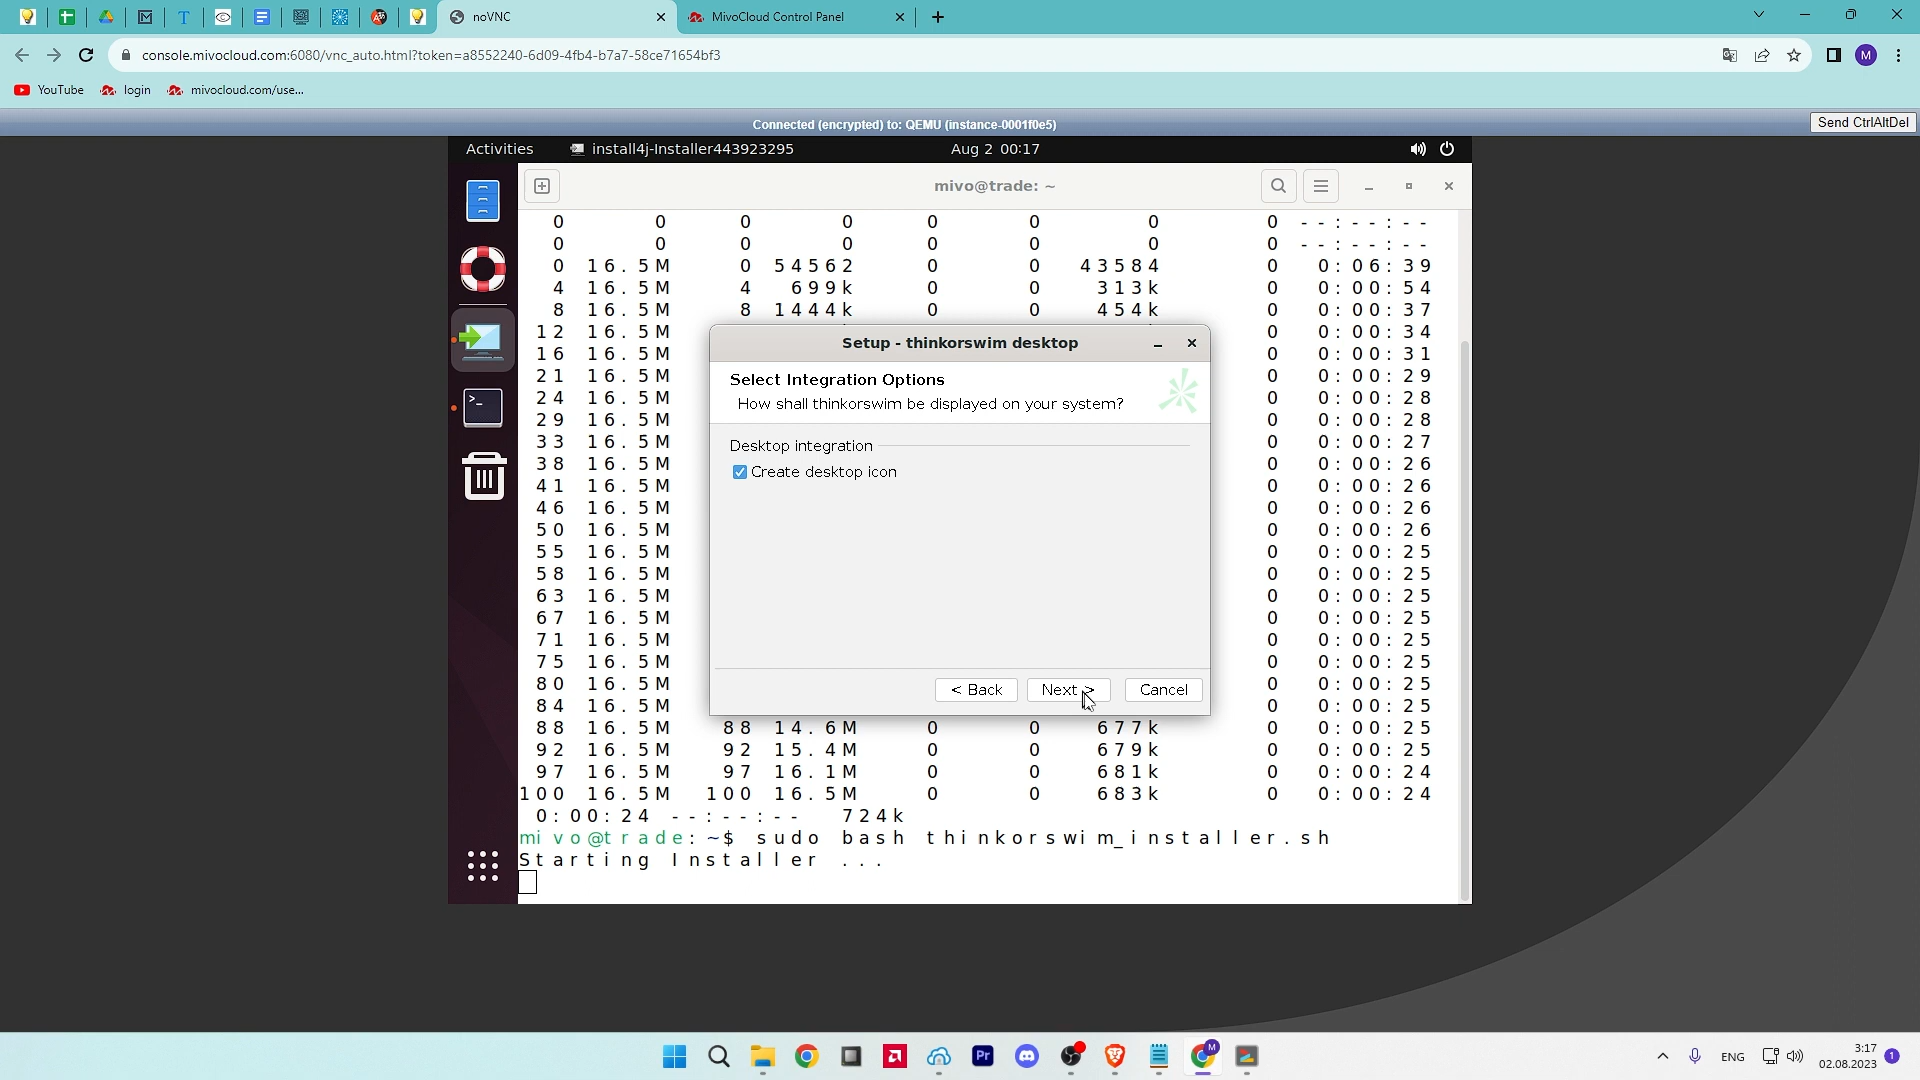 noVNC
MivoCloud Control Panel
console.mivocloud.com:6080/vnc_auto.html?token=a8552240-6d09-4fb4-b7a7-58ce71654bf3
M
YouTube login mivocloud.com/use...
Connected (encrypted) to: QEMU (instance-0001f0e5)
Send CtrlAltDel
Activities install4j-Installer443923295 Aug 2 00:17
mivo@trade: ~
0 0 0 0 0 0 0 0 --:--:--
0 0 0 0 0 0 0 0 --:--:--
0 16.5M 0 54562 0 0 43584 0 0:06:39
4 16.5M 4 699k 0 0 313k 0 0:00:54
8 16.5M 8 1444k 0 0 454k 0 0:00:37
12 16.5M 0 0:00:34
16 16.5M 0 0:00:31
21 16.5M 0 0:00:29
24 16.5M 0 0:00:28
29 16.5M 0 0:00:28
33 16.5M 0 0:00:27
38 16.5M 0 0:00:26
41 16.5M 0 0:00:26
46 16.5M 0 0:00:26
50 16.5M 0 0:00:26
55 16.5M 0 0:00:25
58 16.5M 0 0:00:25
63 16.5M 0 0:00:25
67 16.5M 0 0:00:25
71 16.5M 0 0:00:25
75 16.5M 0 0:00:25
80 16.5M 0 0:00:25
84 16.5M 0 0:00:25
88 16.5M 88 14.6M 0 0 677k 0 0:00:25
92 16.5M 92 15.4M 0 0 679k 0 0:00:25
97 16.5M 97 16.1M 0 0 681k 0 0:00:24
100 16.5M 100 16.5M 0 0 683k 0 0:00:24
0:00:24 --:--:-- 724k
mivo@trade:~$ sudo bash thinkorswim_installer.sh
Starting Installer ...
Setup - thinkorswim desktop
Select Integration Options
How shall thinkorswim be displayed on your system?
Desktop integration
Create desktop icon
< Back Next > Cancel
Pr
M
ENG
3:17
02.08.2023
1